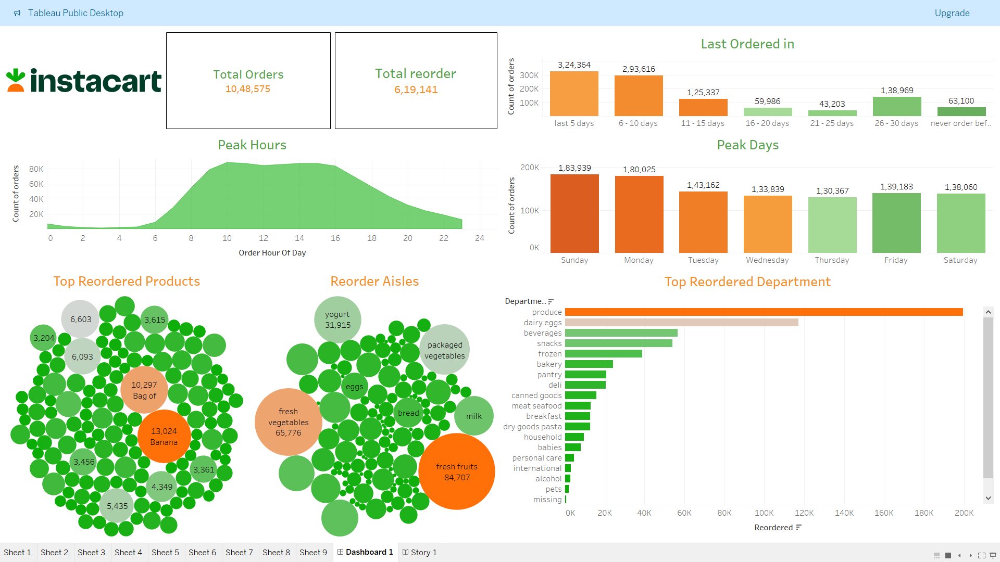 Tableau Public Desktop
Upgrade
instacart
Total Orders
10,48,575
Total reorder
6,19,141
Last Ordered in
Count of orders
300K
200K
100K
3,24,364
2,93,616
1,25,337
59,986
43,203
1,38,969
63,100
last 5 days
6 - 10 days
11 - 15 days
16 - 20 days
21 - 25 days
26 - 30 days
never order bef..
Peak Hours
Count of orders
80K
60K
40K
20K
0
2
4
6
8
10
12
14
16
18
20
22
24
Order Hour Of Day
Peak Days
Count of orders
200K
100K
0K
1,83,939
1,80,025
1,43,162
1,33,839
1,30,367
1,39,183
1,38,060
Sunday
Monday
Tuesday
Wednesday
Thursday
Friday
Saturday
Top Reordered Products
6,603
3,615
3,204
6,093
10,297
Bag of
13,024
Banana
3,456
3,361
4,349
5,435
Reorder Aisles
yogurt
31,915
packaged
vegetables
eggs
fresh
vegetables
65,776
bread
milk
fresh fruits
84,707
Top Reordered Department
Departme..
produce
dairy eggs
beverages
snacks
frozen
bakery
pantry
deli
canned goods
meat seafood
breakfast
dry goods pasta
household
babies
personal care
international
alcohol
pets
missing
0K
20K
40K
60K
80K
100K
120K
140K
160K
180K
200K
Reordered
Sheet 1
Sheet 2
Sheet 3
Sheet 4
Sheet 5
Sheet 6
Sheet 7
Sheet 8
Sheet 9
Dashboard 1
Story 1